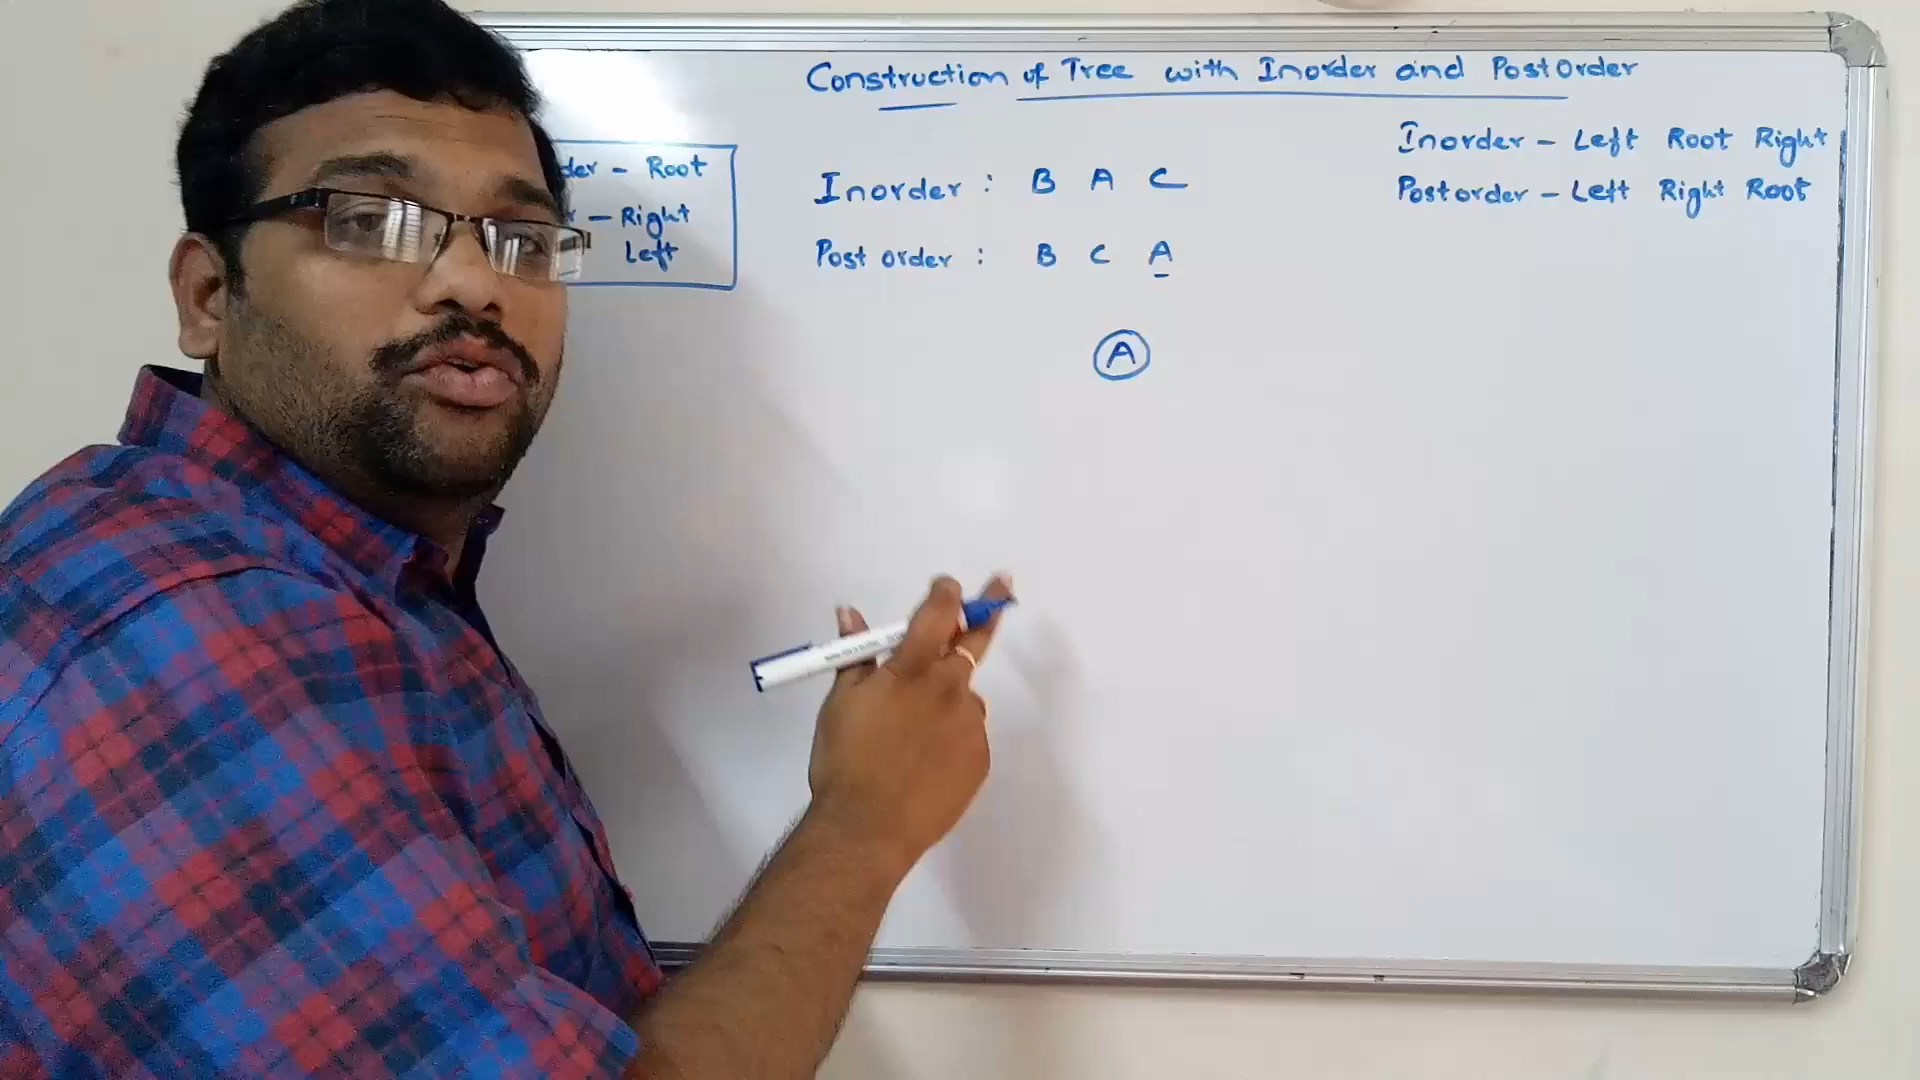 Construction of Tree with Inorder and PostOrder
der - Root
- Right
Left
Inorder : B A C
Post order : B C A
A
Inorder - Left Root Right
Postorder - Left Right Root